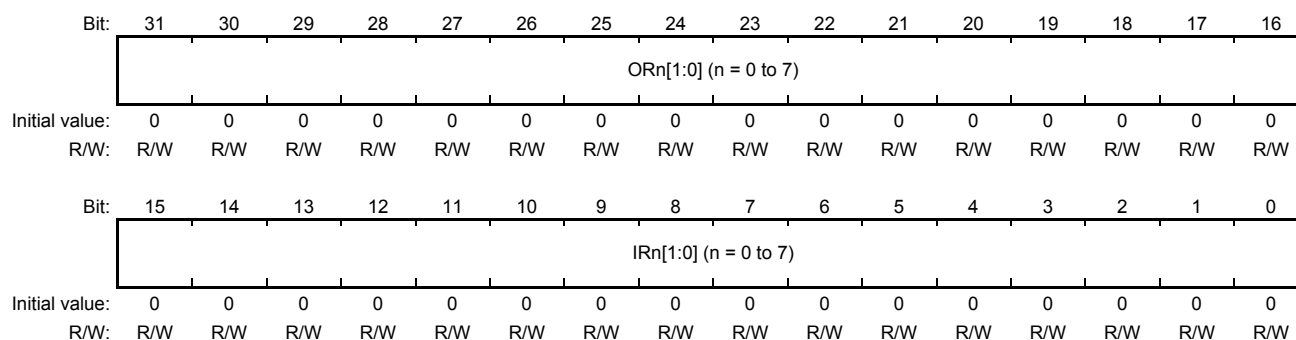 Bit: 31 30 29 28 27 26 25 24 23 22 21 20 19 18 17 16
ORn[1:0] (n = 0 to 7)
Initial value: 0 0 0 0 0 0 0 0 0 0 0 0 0 0 0 0
R/W: R/W R/W R/W R/W R/W R/W R/W R/W R/W R/W R/W R/W R/W R/W R/W R/W
Bit: 15 14 13 12 11 10 9 8 7 6 5 4 3 2 1 0
IRn[1:0] (n = 0 to 7)
Initial value: 0 0 0 0 0 0 0 0 0 0 0 0 0 0 0 0
R/W: R/W R/W R/W R/W R/W R/W R/W R/W R/W R/W R/W R/W R/W R/W R/W R/W